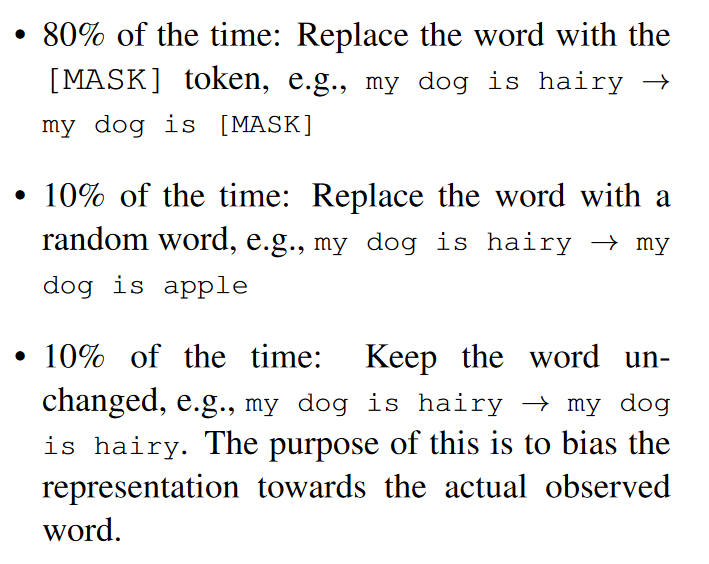 • 80% of the time: Replace the word with the
[MASK] token, e.g., my dog is hairy →
my dog is [MASK]
• 10% of the time: Replace the word with a
random word, e.g., my dog is hairy → my
dog is apple
• 10% of the time: Keep the word un-
changed, e.g., my dog is hairy → my dog
is hairy. The purpose of this is to bias the
representation towards the actual observed
word.